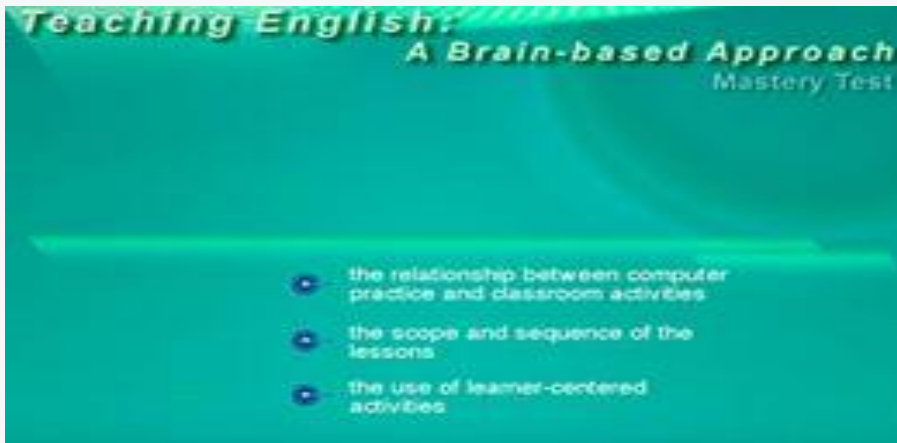 Teaching English:
A Brain-based Approach
Mastery Test
the relationship between computer
practice and classroom activities
the scope and sequence of the
lessons
the use of learner-centered
activities